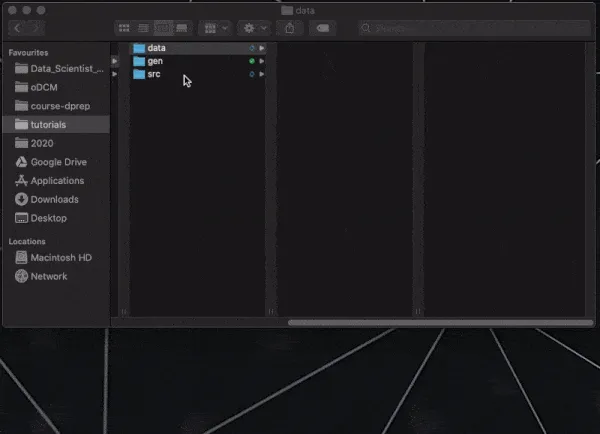 data
Search
Favourites
Data_Scientist_...
oDCM
course-dprep
tutorials
2020
Google Drive
Applications
Downloads
Desktop
Locations
Macintosh HD
Network
data
gen
src